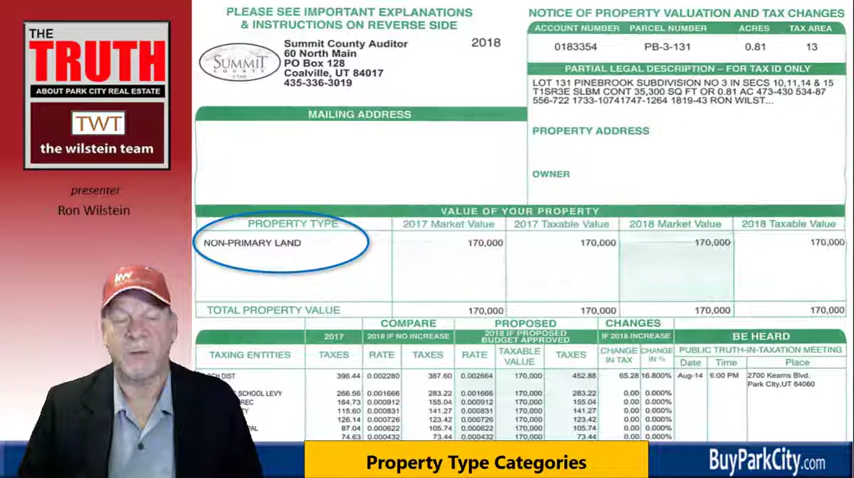 THE
TRUTH
ABOUT PARK CITY REAL ESTATE
TWT
the wilstein team
presenter
Ron Wilstein
PLEASE SEE IMPORTANT EXPLANATIONS
& INSTRUCTIONS ON REVERSE SIDE
SUMMIT
COUNTY
Summit County Auditor
60 North Main
PO Box 128
Coalville, UT 84017
435-336-3019
2018
MAILING ADDRESS
NOTICE OF PROPERTY VALUATION AND TAX CHANGES
ACCOUNT NUMBER PARCEL NUMBER ACRES TAX AREA
0183354 PB-3-131 0.81 13
PARTIAL LEGAL DESCRIPTION – FOR TAX ID ONLY
LOT 131 PINEBROOK SUBDIVISION NO 3 IN SECS 10,11,14 & 15
T1SR3E SLBM CONT 35,300 SQ FT OR 0.81 AC 473-430 534-87
556-722 1733-10741747-1264 1819-43 RON WILST...
PROPERTY ADDRESS
OWNER
VALUE OF YOUR PROPERTY
PROPERTY TYPE 2017 Market Value 2017 Taxable Value 2018 Market Value 2018 Taxable Value
NON-PRIMARY LAND 170,000 170,000 170,000 170,000
TOTAL PROPERTY VALUE 170,000 170,000 170,000 170,000
COMPARE PROPOSED CHANGES
2017 2018 IF NO INCREASE 2018 IF PROPOSED BUDGET APPROVED IF 2018 INCREASE BE HEARD
TAXING ENTITIES TAXES RATE TAXES RATE TAXABLE VALUE TAXES CHANGE IN TAX CHANGE IN % PUBLIC TRUTH-IN-TAXATION MEETING
Date Time Place
DIST 396.44 0.002280 387.60 0.002664 170,000 452.88 65.28 16.800% Aug-14 6:00 PM 2700 Kearns Blvd.
Park City,UT 84060
SCHOOL LEVY 266.56 0.001666 283.22 0.001666 170,000 283.22 0.00 0.000%
REC 164.73 0.000912 155.04 0.000912 170,000 155.04 0.00 0.000%
115.60 0.000831 141.27 0.000831 170,000 141.27 0.00 0.000%
126.14 0.000726 123.42 0.000726 170,000 123.42 0.00 0.000%
87.04 0.000622 105.74 0.000622 170,000 105.74 0.00 0.000%
74.63 0.000432 73.44 0.000432 170,000 73.44 0.00 0.000%
kw
Property Type Categories
BuyParkCity.com